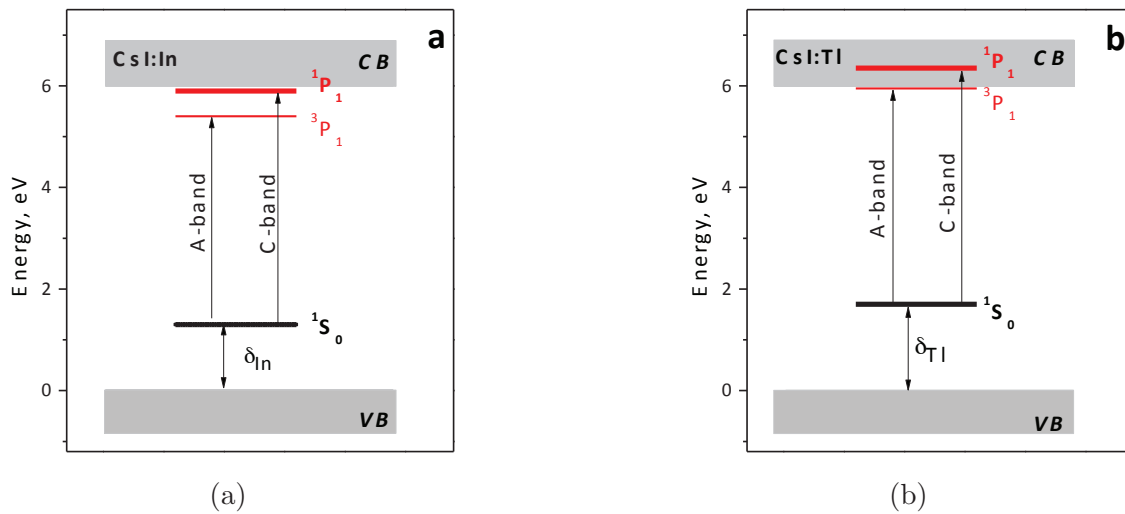 a
CsI:In
CB
¹P₁
6
³P₁
4
A-band
C-band
Energy, eV
2
¹S₀
δIn
0
VB
(a)
b
CsI:Tl
CB
¹P₁
6
³P₁
4
A-band
C-band
Energy, eV
2
¹S₀
δTl
0
VB
(b)